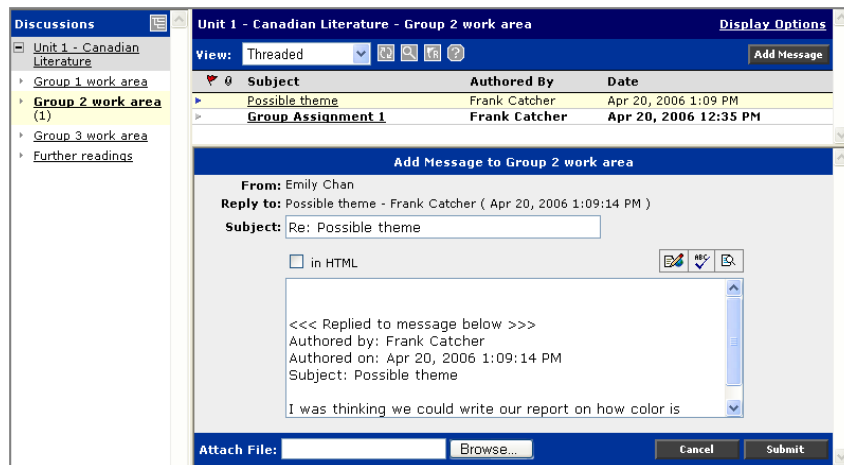 Discussions
Unit 1 - Canadian
Literature
Group 1 work area
Group 2 work area
(1)
Group 3 work area
Further readings
Unit 1 - Canadian Literature - Group 2 work area
Display Options
View: Threaded
Add Message
Subject Authored By Date
Possible theme Frank Catcher Apr 20, 2006 1:09 PM
Group Assignment 1 Frank Catcher Apr 20, 2006 12:35 PM
Add Message to Group 2 work area
From: Emily Chan
Reply to: Possible theme - Frank Catcher ( Apr 20, 2006 1:09:14 PM )
Subject: Re: Possible theme
in HTML
ABC
<<< Replied to message below >>>
Authored by: Frank Catcher
Authored on: Apr 20, 2006 1:09:14 PM
Subject: Possible theme
I was thinking we could write our report on how color is
Attach File: Browse... Cancel Submit